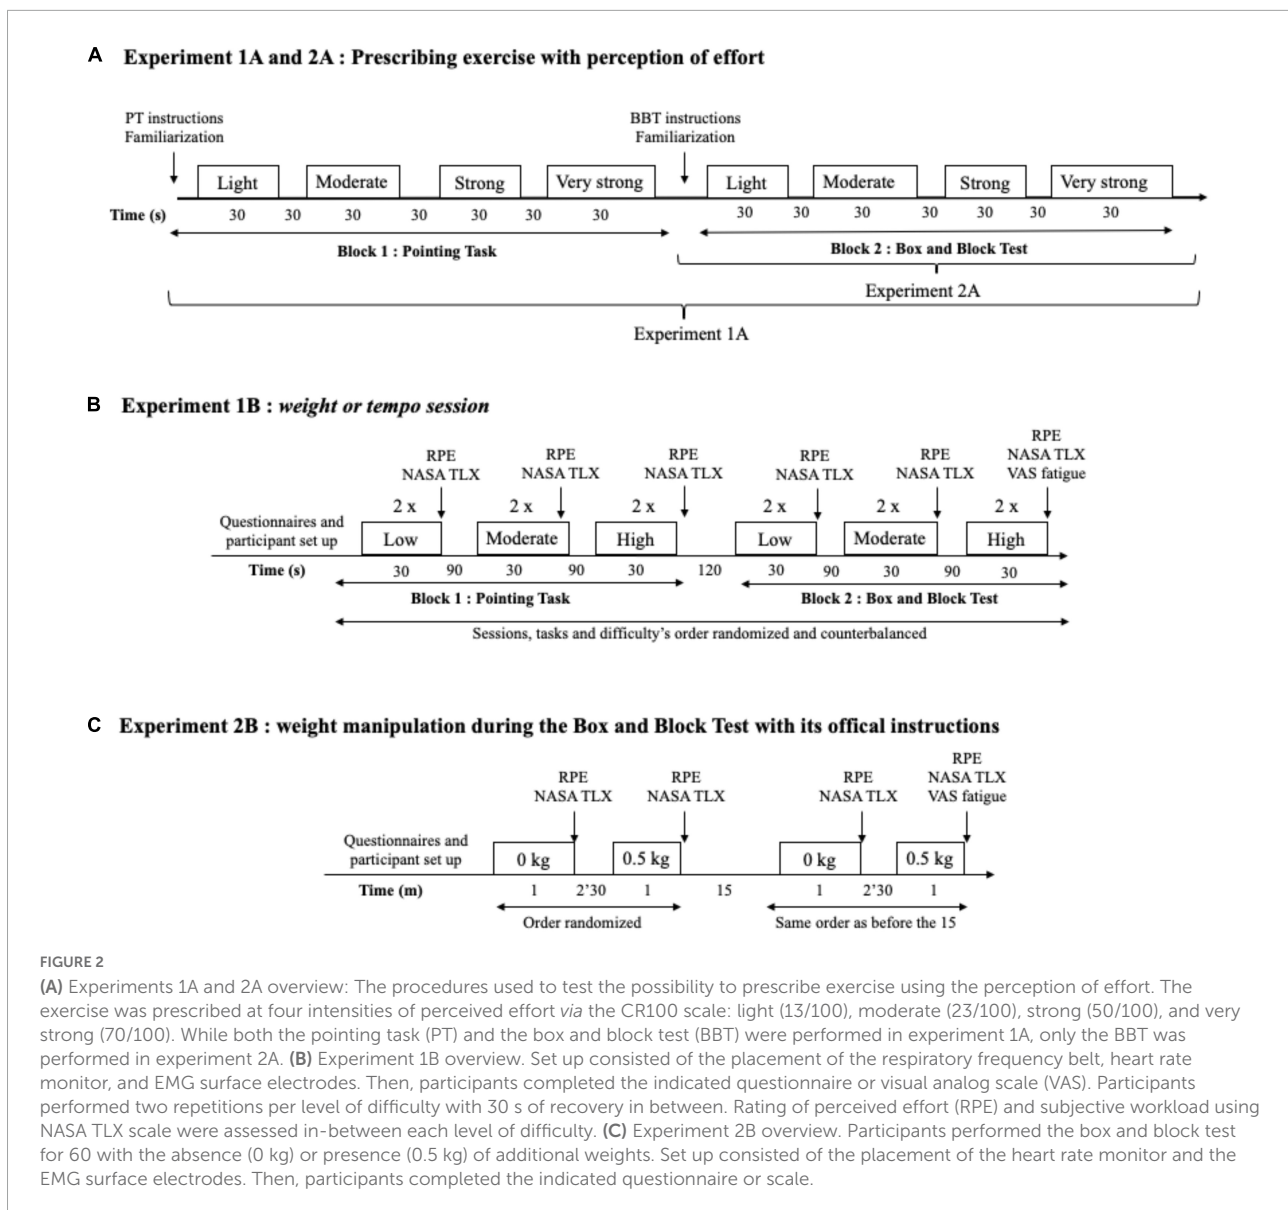 A Experiment 1A and 2A : Prescribing exercise with perception of effort
PT instructions
Familiarization
BBT instructions
Familiarization
Light Moderate Strong Very strong Light Moderate Strong Very strong
Time (s) 30 30 30 30 30 30 30 30 30 30 30 30 30 30
Block 1 : Pointing Task Block 2 : Box and Block Test
Experiment 2A
Experiment 1A
B Experiment 1B : weight or tempo session
RPE
NASA TLX
RPE
NASA TLX
RPE
NASA TLX
RPE
NASA TLX
RPE
NASA TLX
RPE
NASA TLX
VAS fatigue
2 x 2 x 2 x 2 x 2 x 2 x
Questionnaires and
participant set up
Low Moderate High Low Moderate High
Time (s) 30 90 30 90 30 120 30 90 30 90 30
Block 1 : Pointing Task Block 2 : Box and Block Test
Sessions, tasks and difficulty's order randomized and counterbalanced
C Experiment 2B : weight manipulation during the Box and Block Test with its offical instructions
RPE
NASA TLX
RPE
NASA TLX
RPE
NASA TLX
RPE
NASA TLX
VAS fatigue
Questionnaires and
participant set up
0 kg 0.5 kg 0 kg 0.5 kg
Time (m) 1 2'30 1 15 1 2'30 1
Order randomized Same order as before the 15
FIGURE 2
(A) Experiments 1A and 2A overview: The procedures used to test the possibility to prescribe exercise using the perception of effort. The
exercise was prescribed at four intensities of perceived effort via the CR100 scale: light (13/100), moderate (23/100), strong (50/100), and very
strong (70/100). While both the pointing task (PT) and the box and block test (BBT) were performed in experiment 1A, only the BBT was
performed in experiment 2A. (B) Experiment 1B overview. Set up consisted of the placement of the respiratory frequency belt, heart rate
monitor, and EMG surface electrodes. Then, participants completed the indicated questionnaire or visual analog scale (VAS). Participants
performed two repetitions per level of difficulty with 30 s of recovery in between. Rating of perceived effort (RPE) and subjective workload using
NASA TLX scale were assessed in-between each level of difficulty. (C) Experiment 2B overview. Participants performed the box and block test
for 60 with the absence (0 kg) or presence (0.5 kg) of additional weights. Set up consisted of the placement of the heart rate monitor and the
EMG surface electrodes. Then, participants completed the indicated questionnaire or scale.